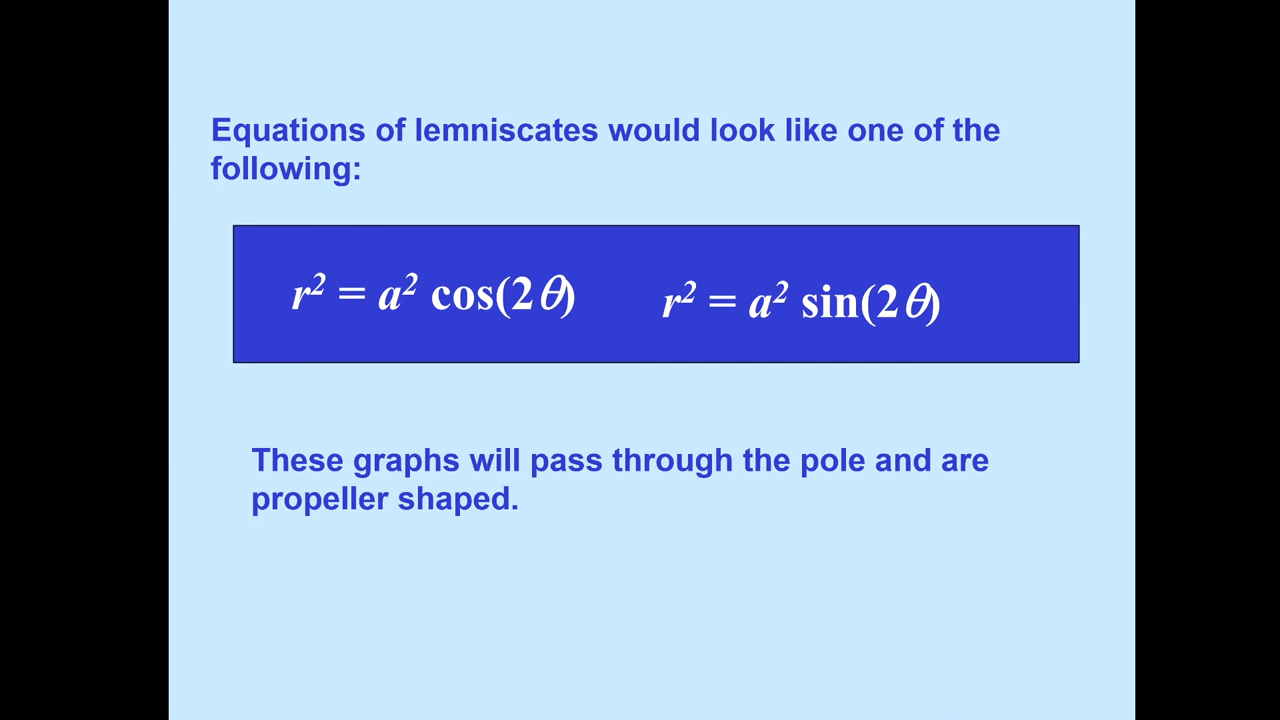 Equations of lemniscates would look like one of the
following:
r² = a² cos(2θ) r² = a² sin(2θ)
These graphs will pass through the pole and are
propeller shaped.